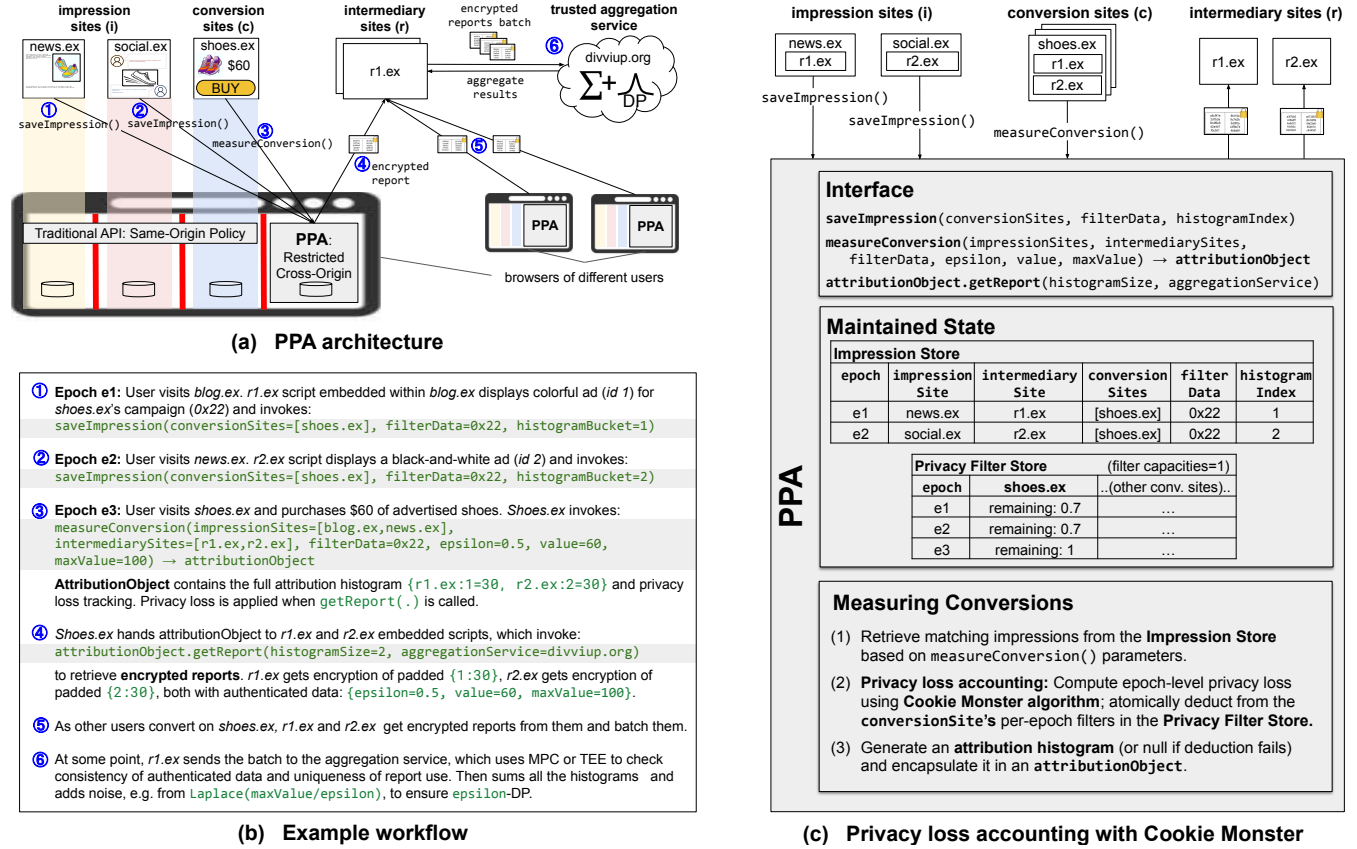 impression
sites (i)
conversion
sites (c)
intermediary
sites (r)
encrypted
reports batch
trusted aggregation
service
news.ex
social.ex
shoes.ex
$60
BUY
r1.ex
⑥
divviup.org
Σ+
DP
aggregate
results
①
saveImpression()
②
saveImpression()
③
measureConversion()
④
encrypted
report
⑤
Traditional API: Same-Origin Policy
PPA:
Restricted
Cross-Origin
PPA
PPA
browsers of different users
(a) PPA architecture
① Epoch e1: User visits blog.ex. r1.ex script embedded within blog.ex displays colorful ad (id 1) for
shoes.ex's campaign (0x22) and invokes:
saveImpression(conversionSites=[shoes.ex], filterData=0x22, histogramBucket=1)
② Epoch e2: User visits news.ex. r2.ex script displays a black-and-white ad (id 2) and invokes:
saveImpression(conversionSites=[shoes.ex], filterData=0x22, histogramBucket=2)
③ Epoch e3: User visits shoes.ex and purchases $60 of advertised shoes. Shoes.ex invokes:
measureConversion(impressionSites=[blog.ex,news.ex],
intermediarySites=[r1.ex,r2.ex], filterData=0x22, epsilon=0.5, value=60,
maxValue=100) → attributionObject
AttributionObject contains the full attribution histogram {r1.ex:1=30, r2.ex:2=30} and privacy
loss tracking. Privacy loss is applied when getReport(.) is called.
④ Shoes.ex hands attributionObject to r1.ex and r2.ex embedded scripts, which invoke:
attributionObject.getReport(histogramSize=2, aggregationService=divviup.org)
to retrieve encrypted reports. r1.ex gets encryption of padded {1:30}, r2.ex gets encryption of
padded {2:30}, both with authenticated data: {epsilon=0.5, value=60, maxValue=100}.
⑤ As other users convert on shoes.ex, r1.ex and r2.ex get encrypted reports from them and batch them.
⑥ At some point, r1.ex sends the batch to the aggregation service, which uses MPC or TEE to check
consistency of authenticated data and uniqueness of report use. Then sums all the histograms and
adds noise, e.g. from Laplace(maxValue/epsilon), to ensure epsilon-DP.
(b) Example workflow
impression sites (i)
conversion sites (c)
intermediary sites (r)
news.ex
r1.ex
social.ex
r2.ex
shoes.ex
r1.ex
r2.ex
r1.ex
r2.ex
saveImpression()
saveImpression()
measureConversion()
PPA
Interface
saveImpression(conversionSites, filterData, histogramIndex)
measureConversion(impressionSites, intermediarySites,
filterData, epsilon, value, maxValue) → attributionObject
attributionObject.getReport(histogramSize, aggregationService)
Maintained State
Impression Store
epoch impression Site intermediary Site conversion Sites filter Data histogram Index
e1 news.ex r1.ex [shoes.ex] 0x22 1
e2 social.ex r2.ex [shoes.ex] 0x22 2
Privacy Filter Store (filter capacities=1)
epoch shoes.ex ..(other conv. sites)..
e1 remaining: 0.7 …
e2 remaining: 0.7 …
e3 remaining: 1 …
Measuring Conversions
(1) Retrieve matching impressions from the Impression Store
based on measureConversion() parameters.
(2) Privacy loss accounting: Compute epoch-level privacy loss
using Cookie Monster algorithm; atomically deduct from the
conversionSite's per-epoch filters in the Privacy Filter Store.
(3) Generate an attribution histogram (or null if deduction fails)
and encapsulate it in an attributionObject.
(c) Privacy loss accounting with Cookie Monster